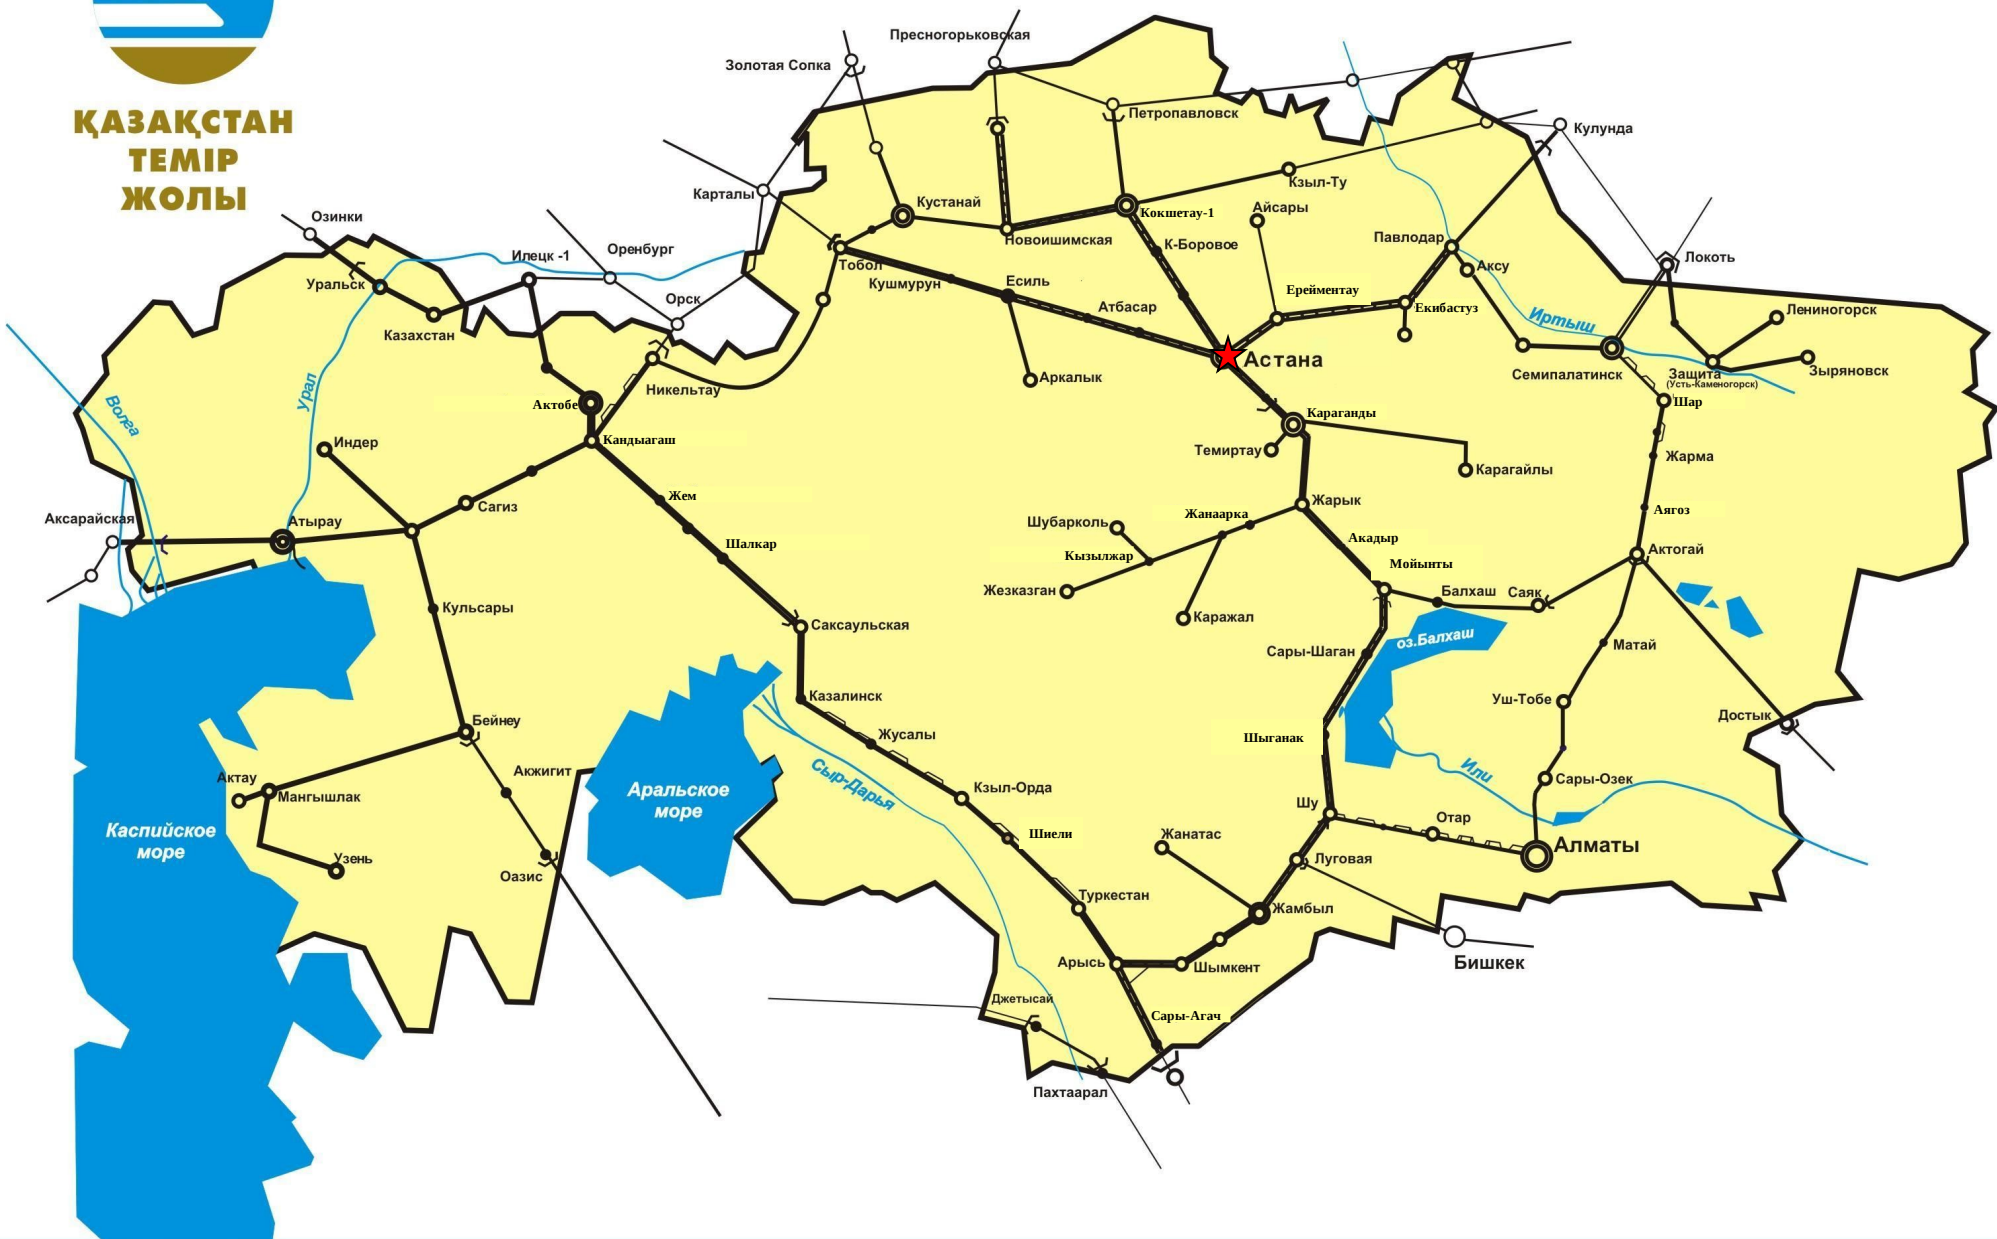 ҚАЗАҚСТАН
ТЕМІР
ЖОЛЫ
Пресногорьковская
Золотая Сопка
Петропавловск
Кулунда
Карталы
Кзыл-Ту
Кустанай
Айсары
Кокшетау-1
Озинки
Новоишимская
Павлодар
К-Боровое
Илецк -1
Оренбург
Локоть
Тобол
Аксу
Уральск
Кушмурун
Есиль
Ерейментау
Орск
Атбасар
Екибастуз
Лениногорск
Иртыш
Казахстан
Астана
Семипалатинск
Защита
(Усть-Каменогорск)
Зыряновск
Аркалык
Никельтау
Урал
Волга
Актобе
Шар
Караганды
Кандыагаш
Индер
Темиртау
Жарма
Карагайлы
Жем
Сагиз
Жарык
Аягоз
Аксарайская
Атырау
Шубарколь
Жанаарка
Акадыр
Шалкар
Кызылжар
Актогай
Мойынты
Жезказган
Балхаш
Саяк
Кульсары
Каражал
Саксаульская
оз.Балхаш
Матай
Сары-Шаган
Казалинск
Уш-Тобе
Бейнеу
Достык
Жусалы
Шыганак
Акжигит
Или
Актау
Сары-Озек
Сыр-Дарья
Кзыл-Орда
Мангышлак
Аральское
море
Шу
Отар
Каспийское
море
Шиели
Жанатас
Алматы
Узень
Луговая
Оазис
Туркестан
Жамбыл
Арысь
Шымкент
Бишкек
Джетысай
Сары-Агач
Пахтаарал